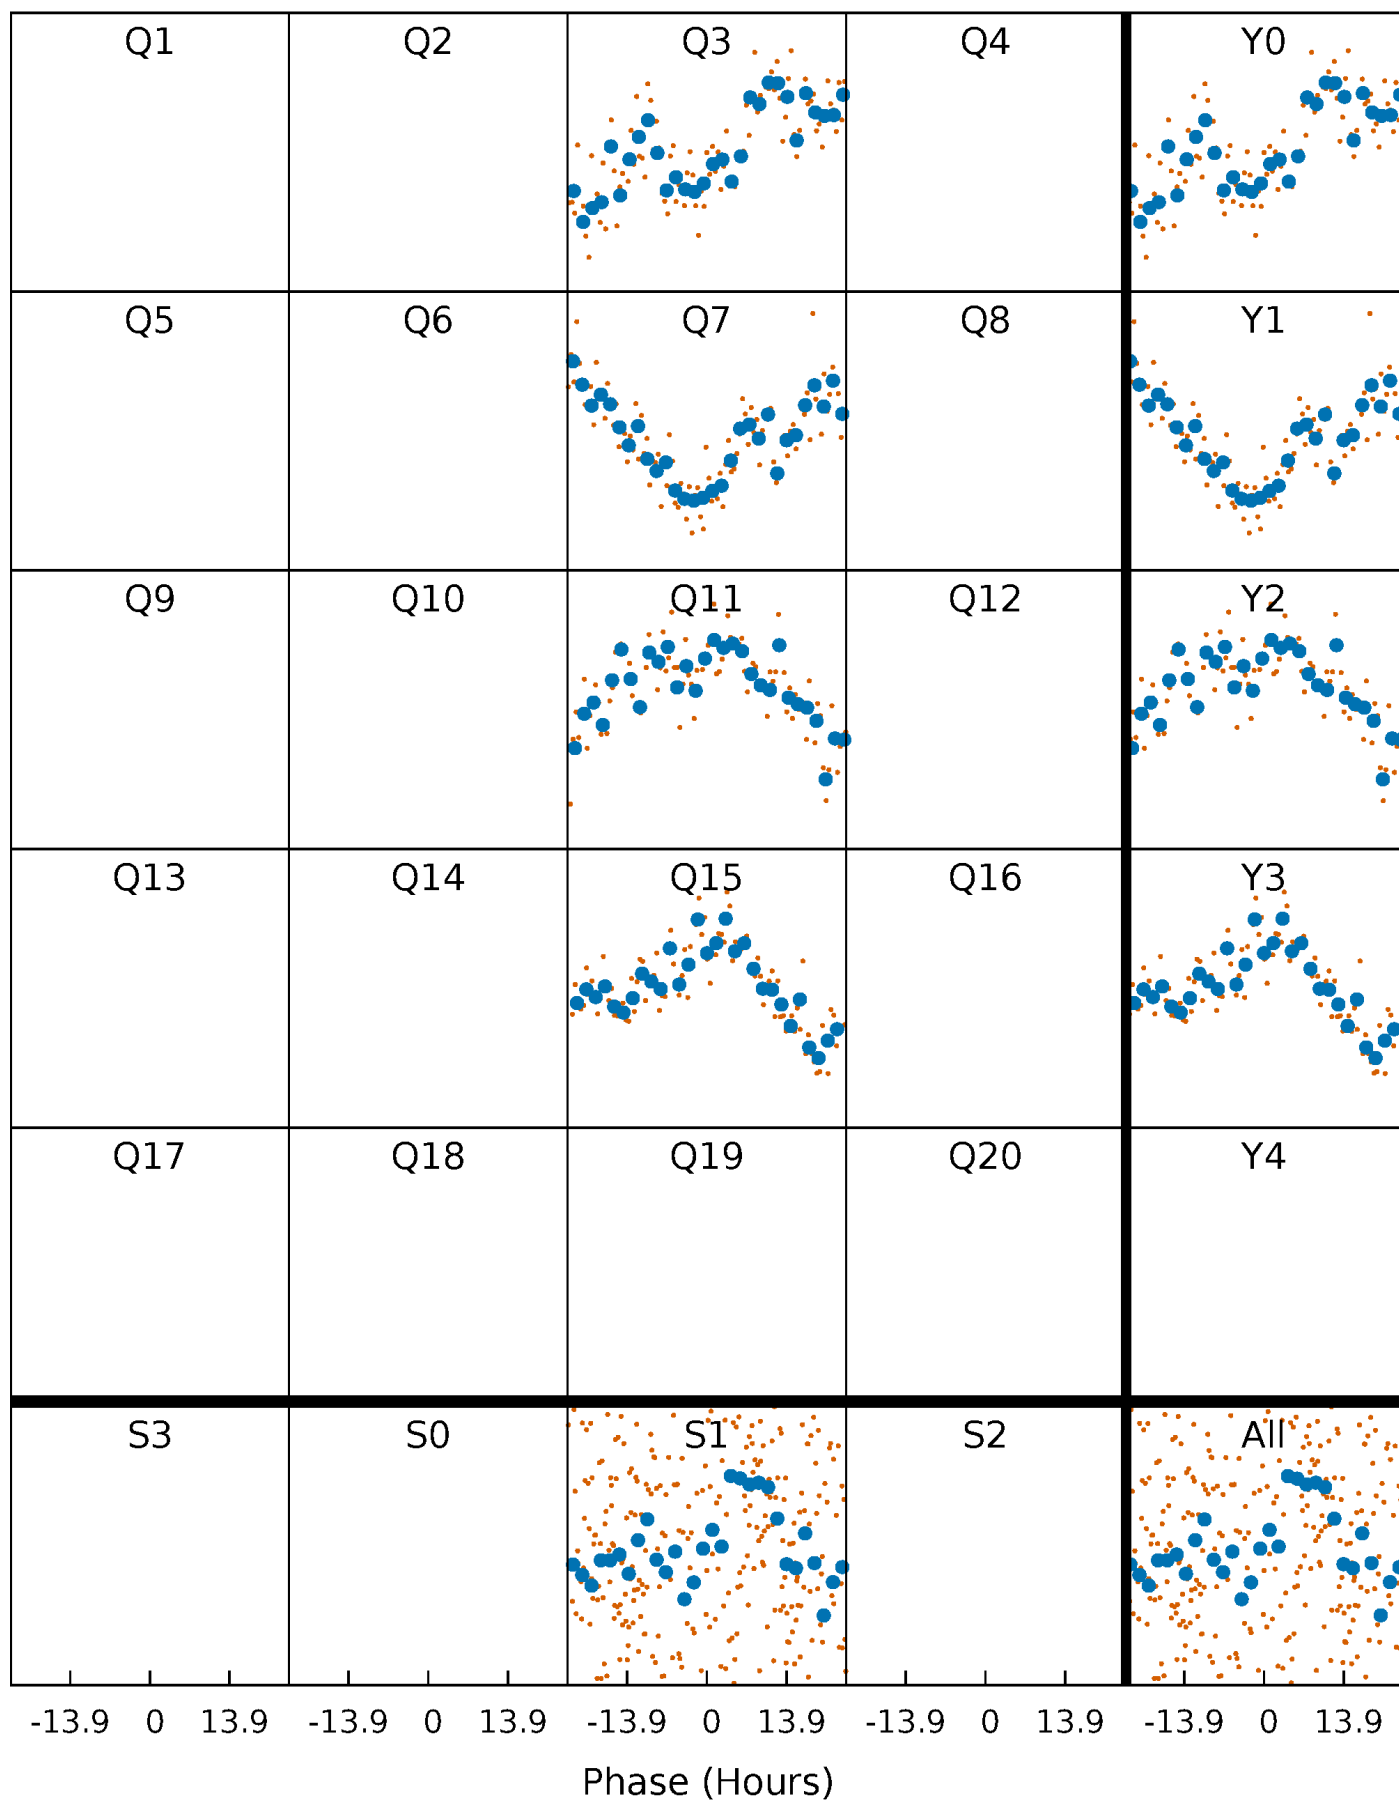 Q1 Q2 Q3 Q4 Y0
Q5 Q6 Q7 Q8 Y1
Q9 Q10 Q11 Q12 Y2
Q13 Q14 Q15 Q16 Y3
Q17 Q18 Q19 Q20 Y4
S3 S0 S1 S2 All
-13.9 0 13.9 -13.9 0 13.9 -13.9 0 13.9 -13.9 0 13.9 -13.9 0 13.9
Phase (Hours)